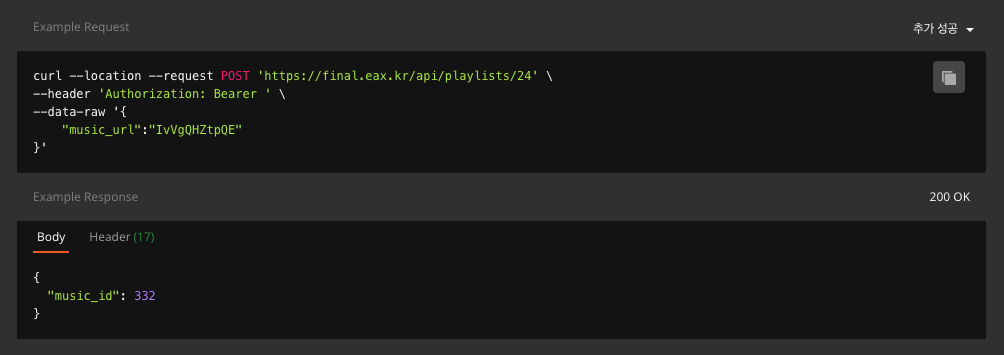 Example Request
추가 성공
curl --location --request POST 'https://final.eax.kr/api/playlists/24' \
--header 'Authorization: Bearer ' \
--data-raw '{
    "music_url":"IvVgQHZtpQE"
}'
Example Response
200 OK
Body
Header (17)
{
  "music_id": 332
}